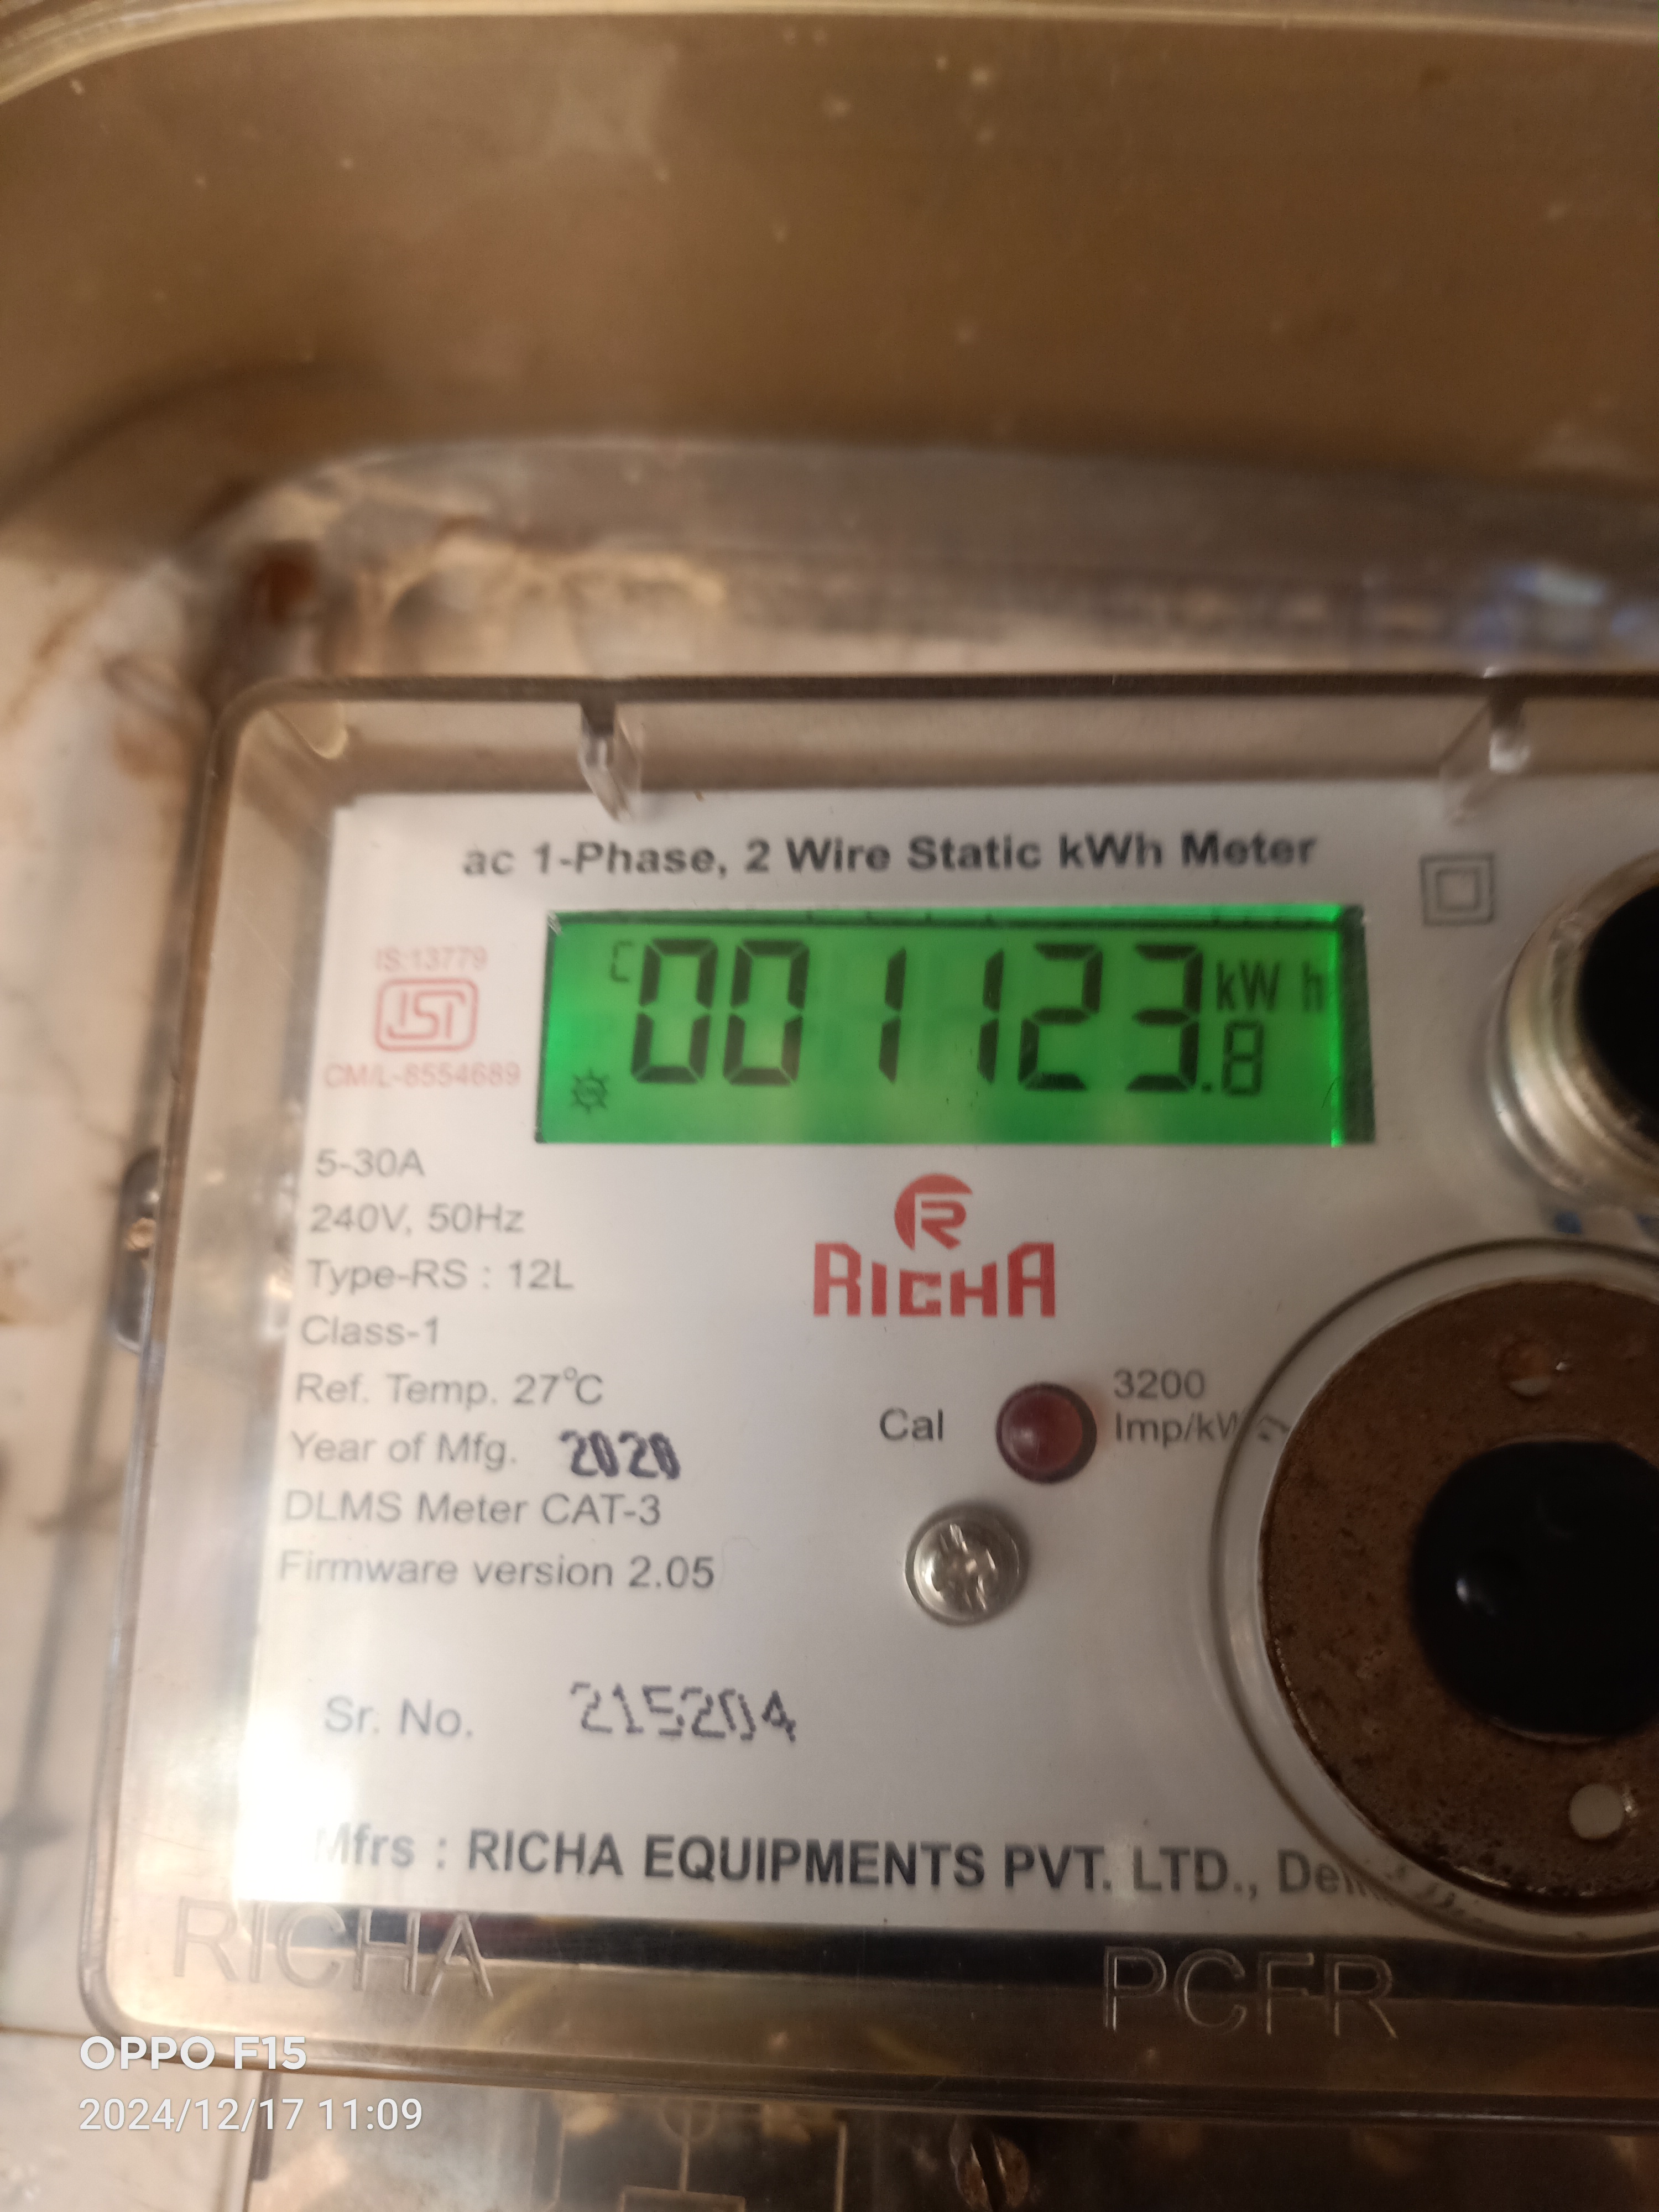 ac 1-Phase, 2 Wire Static kWh Meter
IS:13779
ISI
CM/L-8554689
C 001123.8 kW h
5-30A
240V, 50Hz
Type-RS : 12L
Class-1
Ref. Temp. 27°C
Year of Mfg. 2020
DLMS Meter CAT-3
Firmware version 2.05
R
RICHA
Cal
3200
Imp/kW
Sr. No. 215204
Mfrs : RICHA EQUIPMENTS PVT. LTD.,
RICHA
PCFR
OPPO F15
2024/12/17 11:09